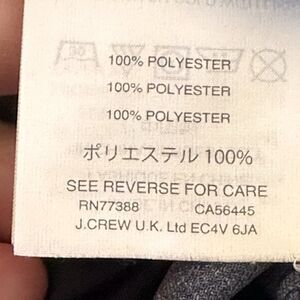 100% POLYESTER
100% POLYESTER
100% POLYESTER
ポリエステル 100%
SEE REVERSE FOR CARE
RN77388 CA56445
J.CREW U.K. Ltd EC4V 6JA